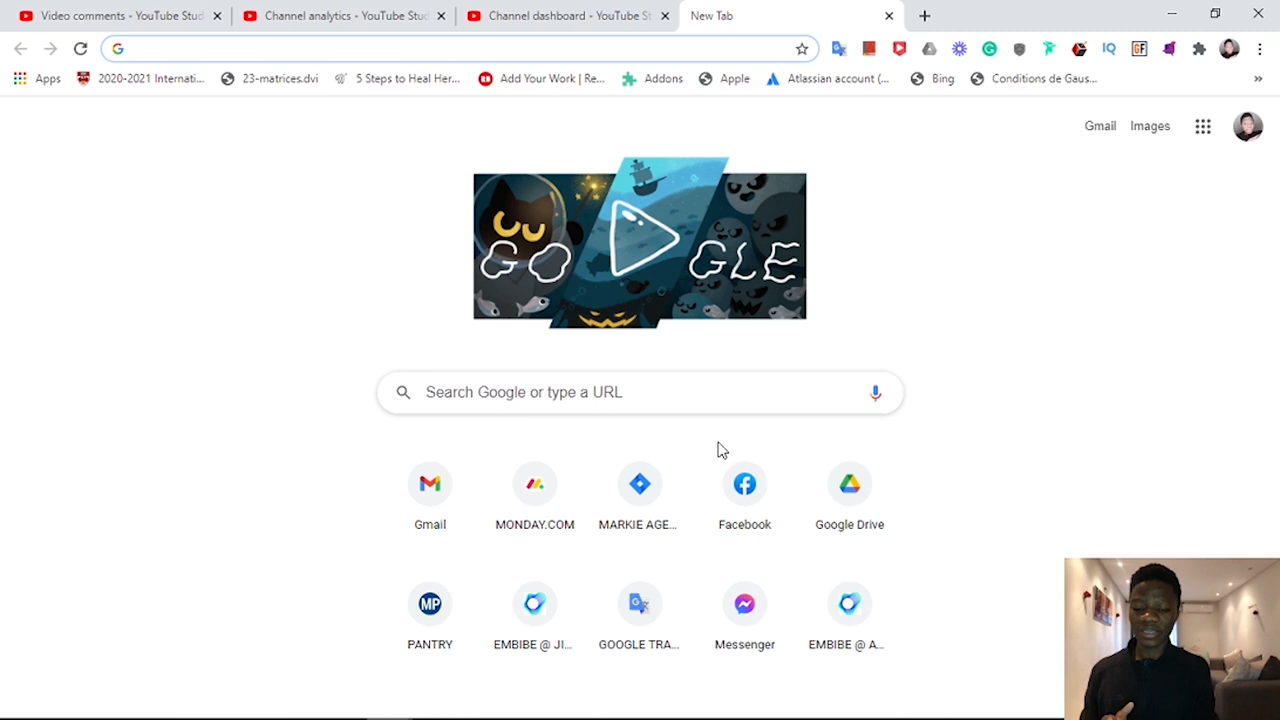 Video comments - YouTube Stud
Channel analytics - YouTube Stud
Channel dashboard - YouTube St
New Tab
Apps
2020-2021 Internati...
23-matrices.dvi
5 Steps to Heal Her...
Add Your Work | Re...
Addons
Apple
Atlassian account (...
Bing
Conditions de Gaus...
»
Gmail
Images
GO GLE
Search Google or type a URL
Gmail
MONDAY.COM
MARKIE AGE...
Facebook
Google Drive
MP
PANTRY
EMBIBE @ JI...
GOOGLE TRA...
Messenger
EMBIBE @ A...